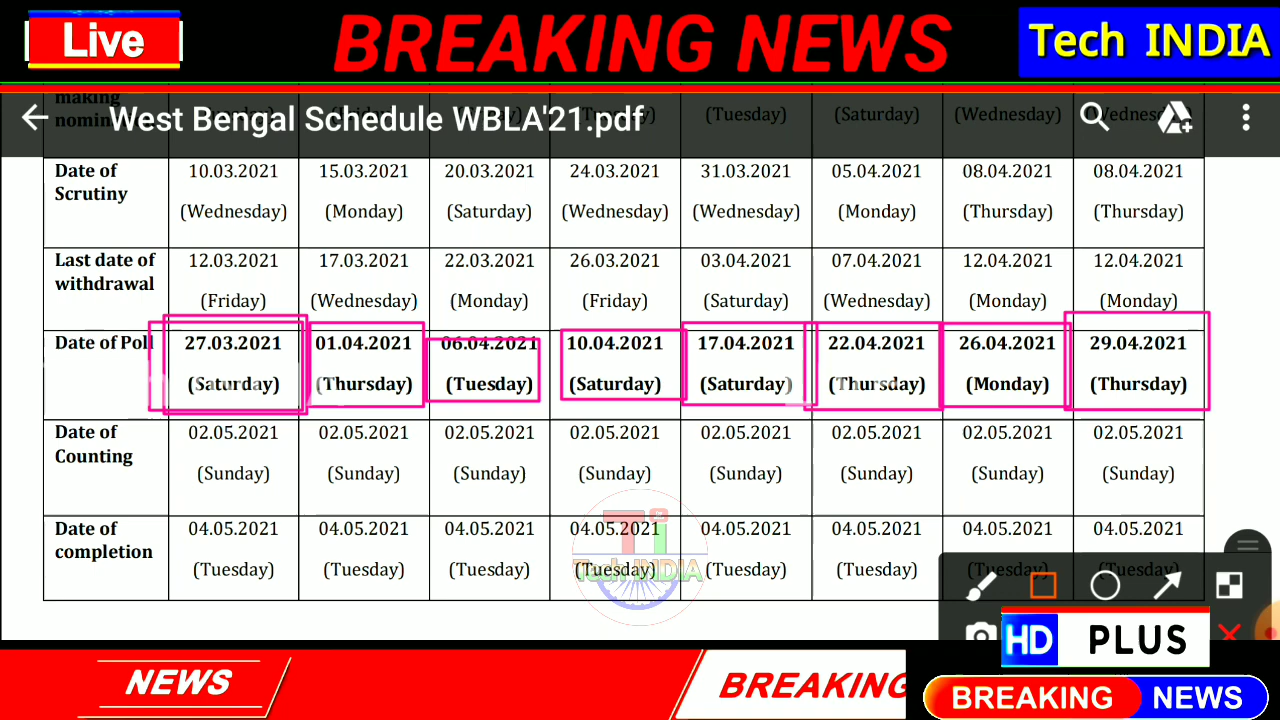 Live
BREAKING NEWS
Tech INDIA
West Bengal Schedule WBLA'21.pdf
making
(Tuesday) (Saturday) (Wednesday)
Date of Scrutiny 10.03.2021 15.03.2021 20.03.2021 24.03.2021 31.03.2021 05.04.2021 08.04.2021 08.04.2021
(Wednesday) (Monday) (Saturday) (Wednesday) (Wednesday) (Monday) (Thursday) (Thursday)
Last date of withdrawal 12.03.2021 17.03.2021 22.03.2021 26.03.2021 03.04.2021 07.04.2021 12.04.2021 12.04.2021
(Friday) (Wednesday) (Monday) (Friday) (Saturday) (Wednesday) (Monday) (Monday)
Date of Poll 27.03.2021 01.04.2021 06.04.2021 10.04.2021 17.04.2021 22.04.2021 26.04.2021 29.04.2021
(Saturday) (Thursday) (Tuesday) (Saturday) (Saturday) (Thursday) (Monday) (Thursday)
Date of Counting 02.05.2021 02.05.2021 02.05.2021 02.05.2021 02.05.2021 02.05.2021 02.05.2021 02.05.2021
(Sunday) (Sunday) (Sunday) (Sunday) (Sunday) (Sunday) (Sunday) (Sunday)
Date of completion 04.05.2021 04.05.2021 04.05.2021 04.05.2021 04.05.2021 04.05.2021 04.05.2021 04.05.2021
(Tuesday) (Tuesday) (Tuesday) (Tuesday) (Tuesday) (Tuesday) (Tuesday) (Tuesday)
Tech INDIA
HD PLUS
NEWS
BREAKING
BREAKING NEWS